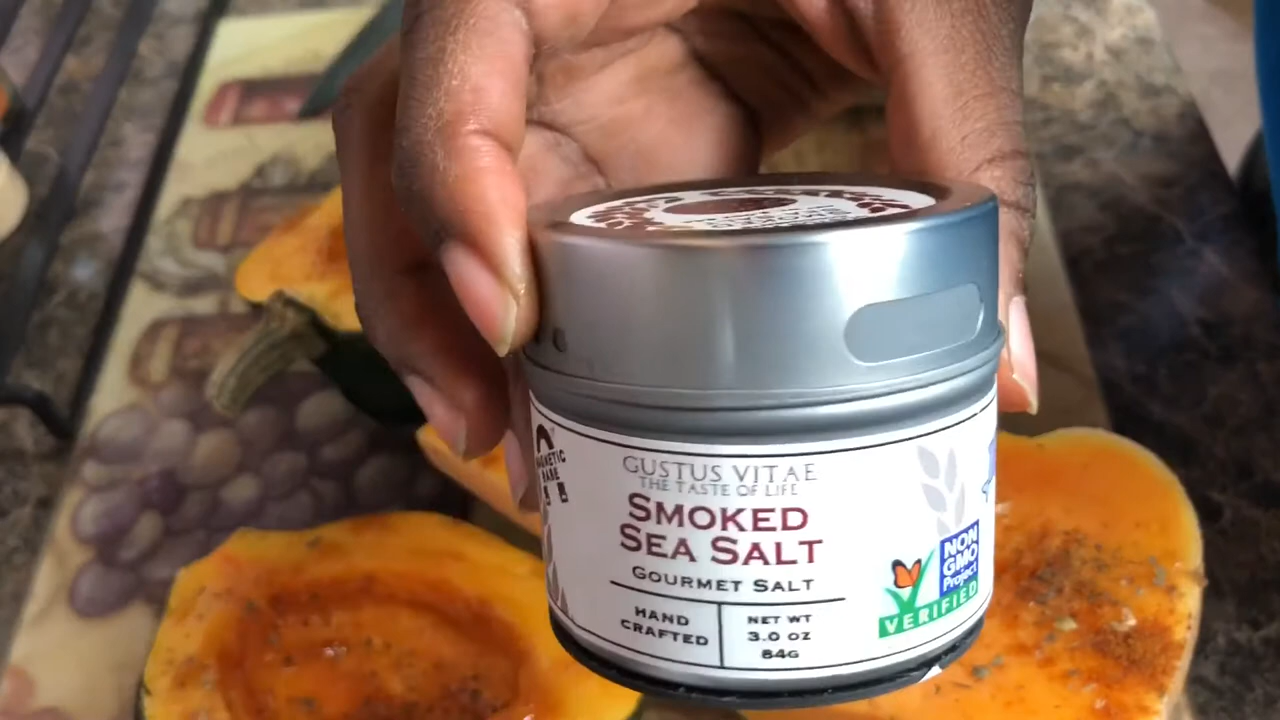 GUSTUS VITAE
THE TASTE OF LIFE
SMOKED
SEA SALT
GOURMET SALT
HAND
CRAFTED
NET WT
3.0 OZ
84G
NON
GMO
Project
VERIFIED